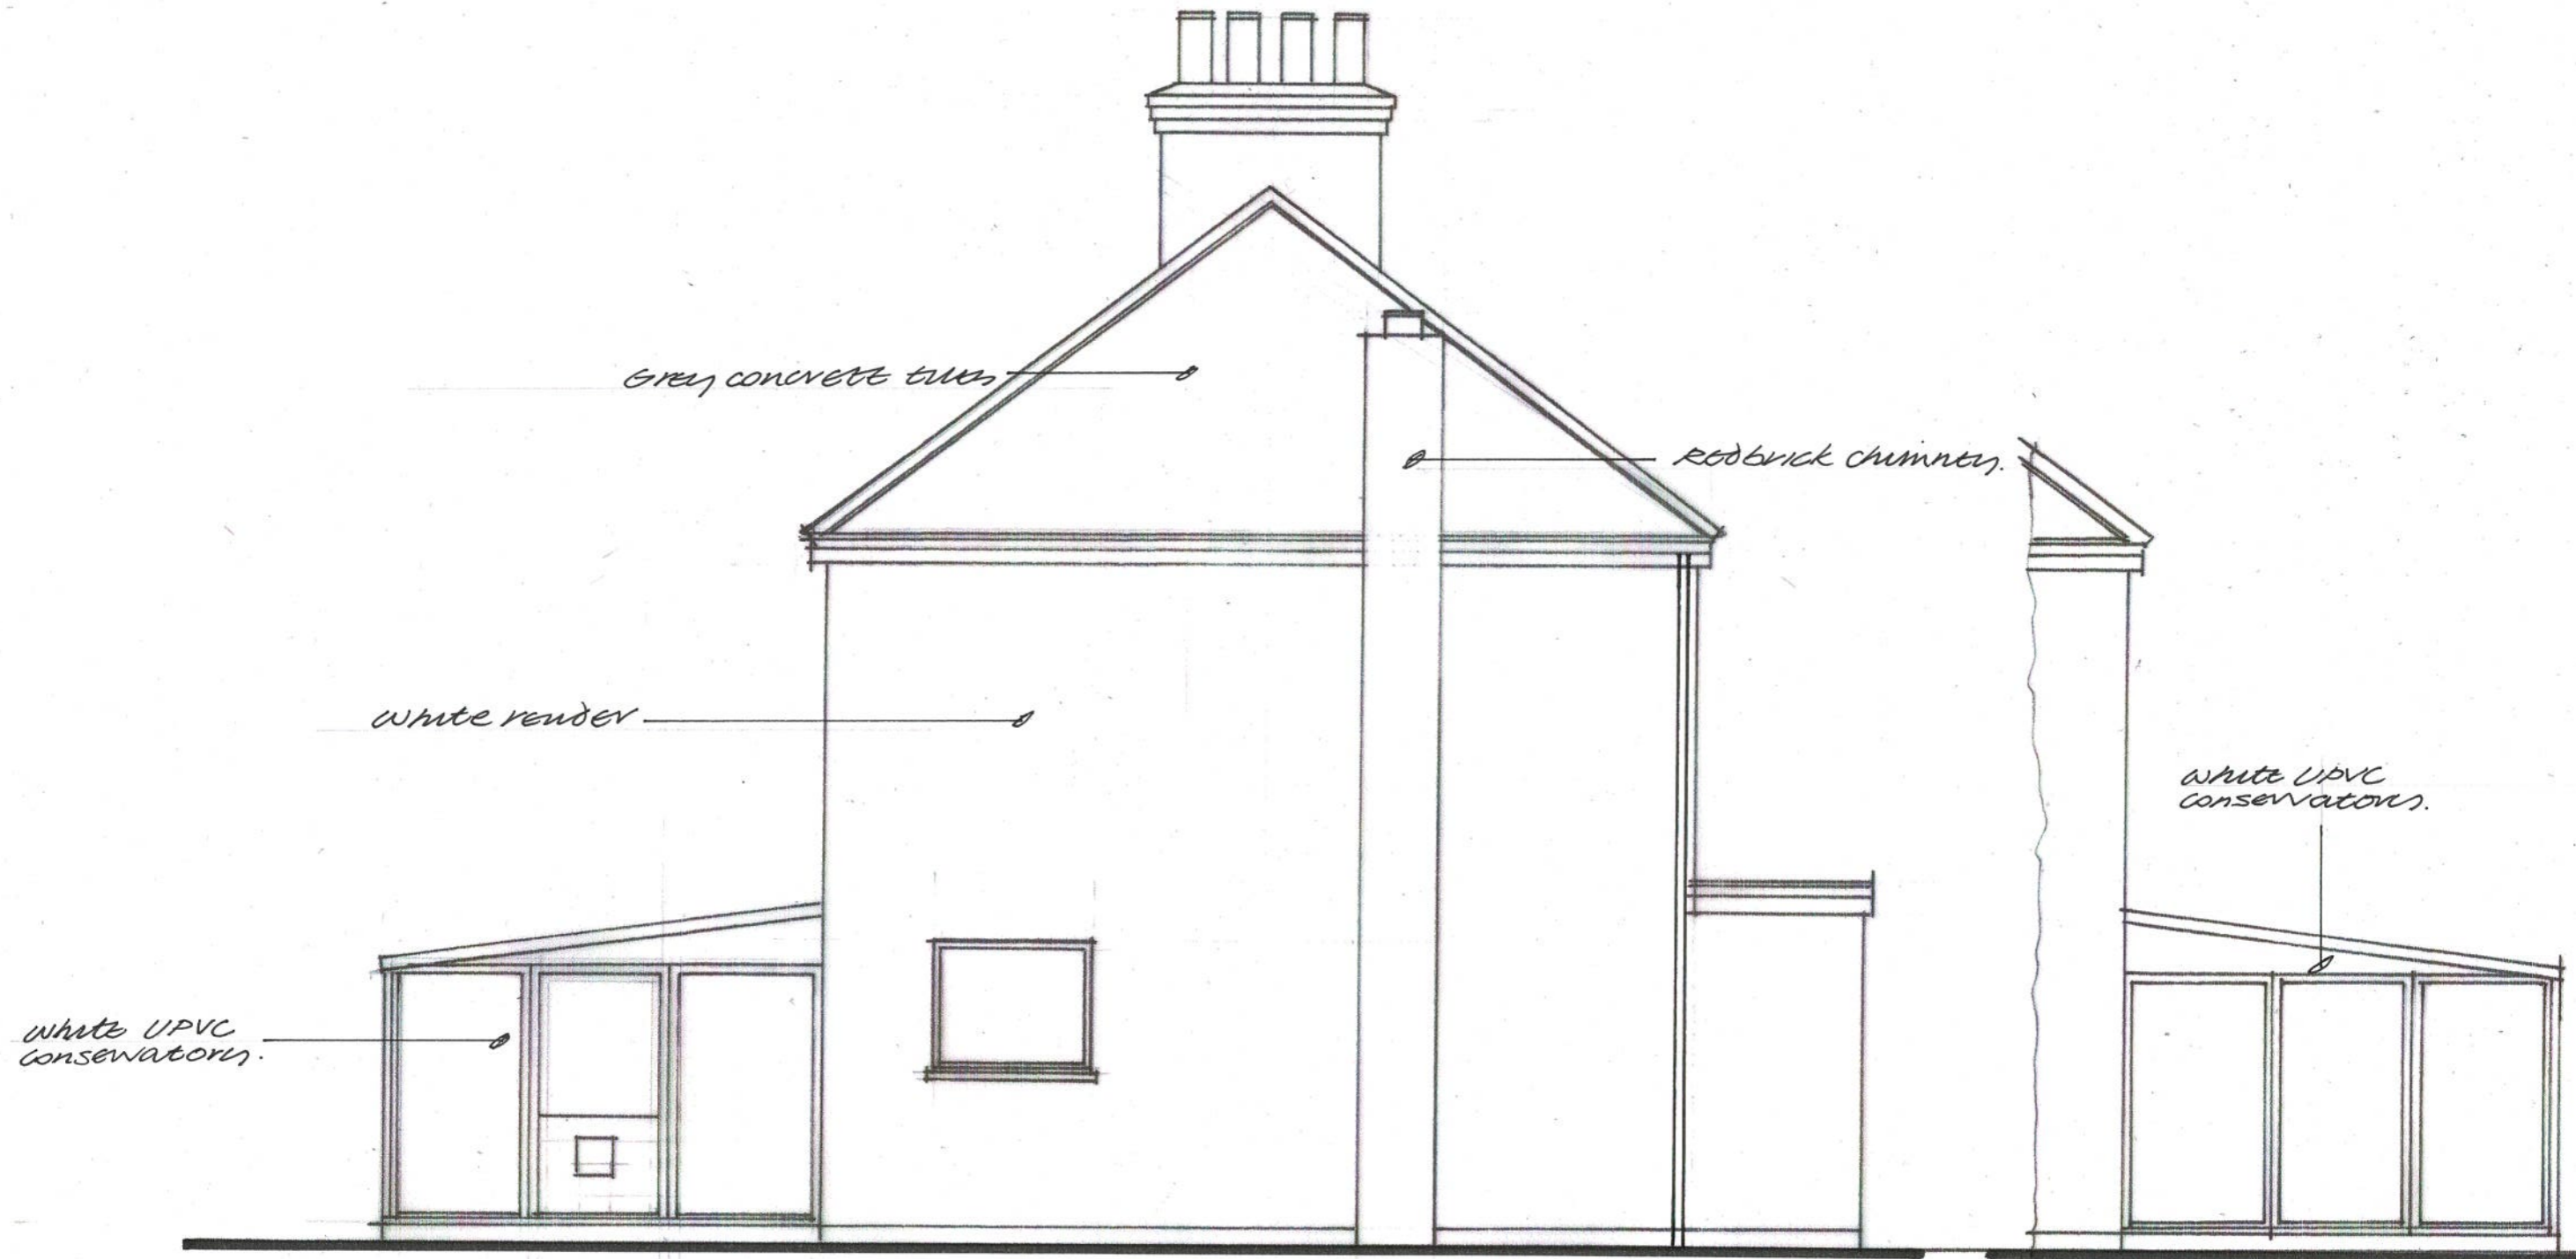 Grey concrete tiles
Redbrick chimney.
white render
white UPVC
conservatory.
white UPVC
conservatory.